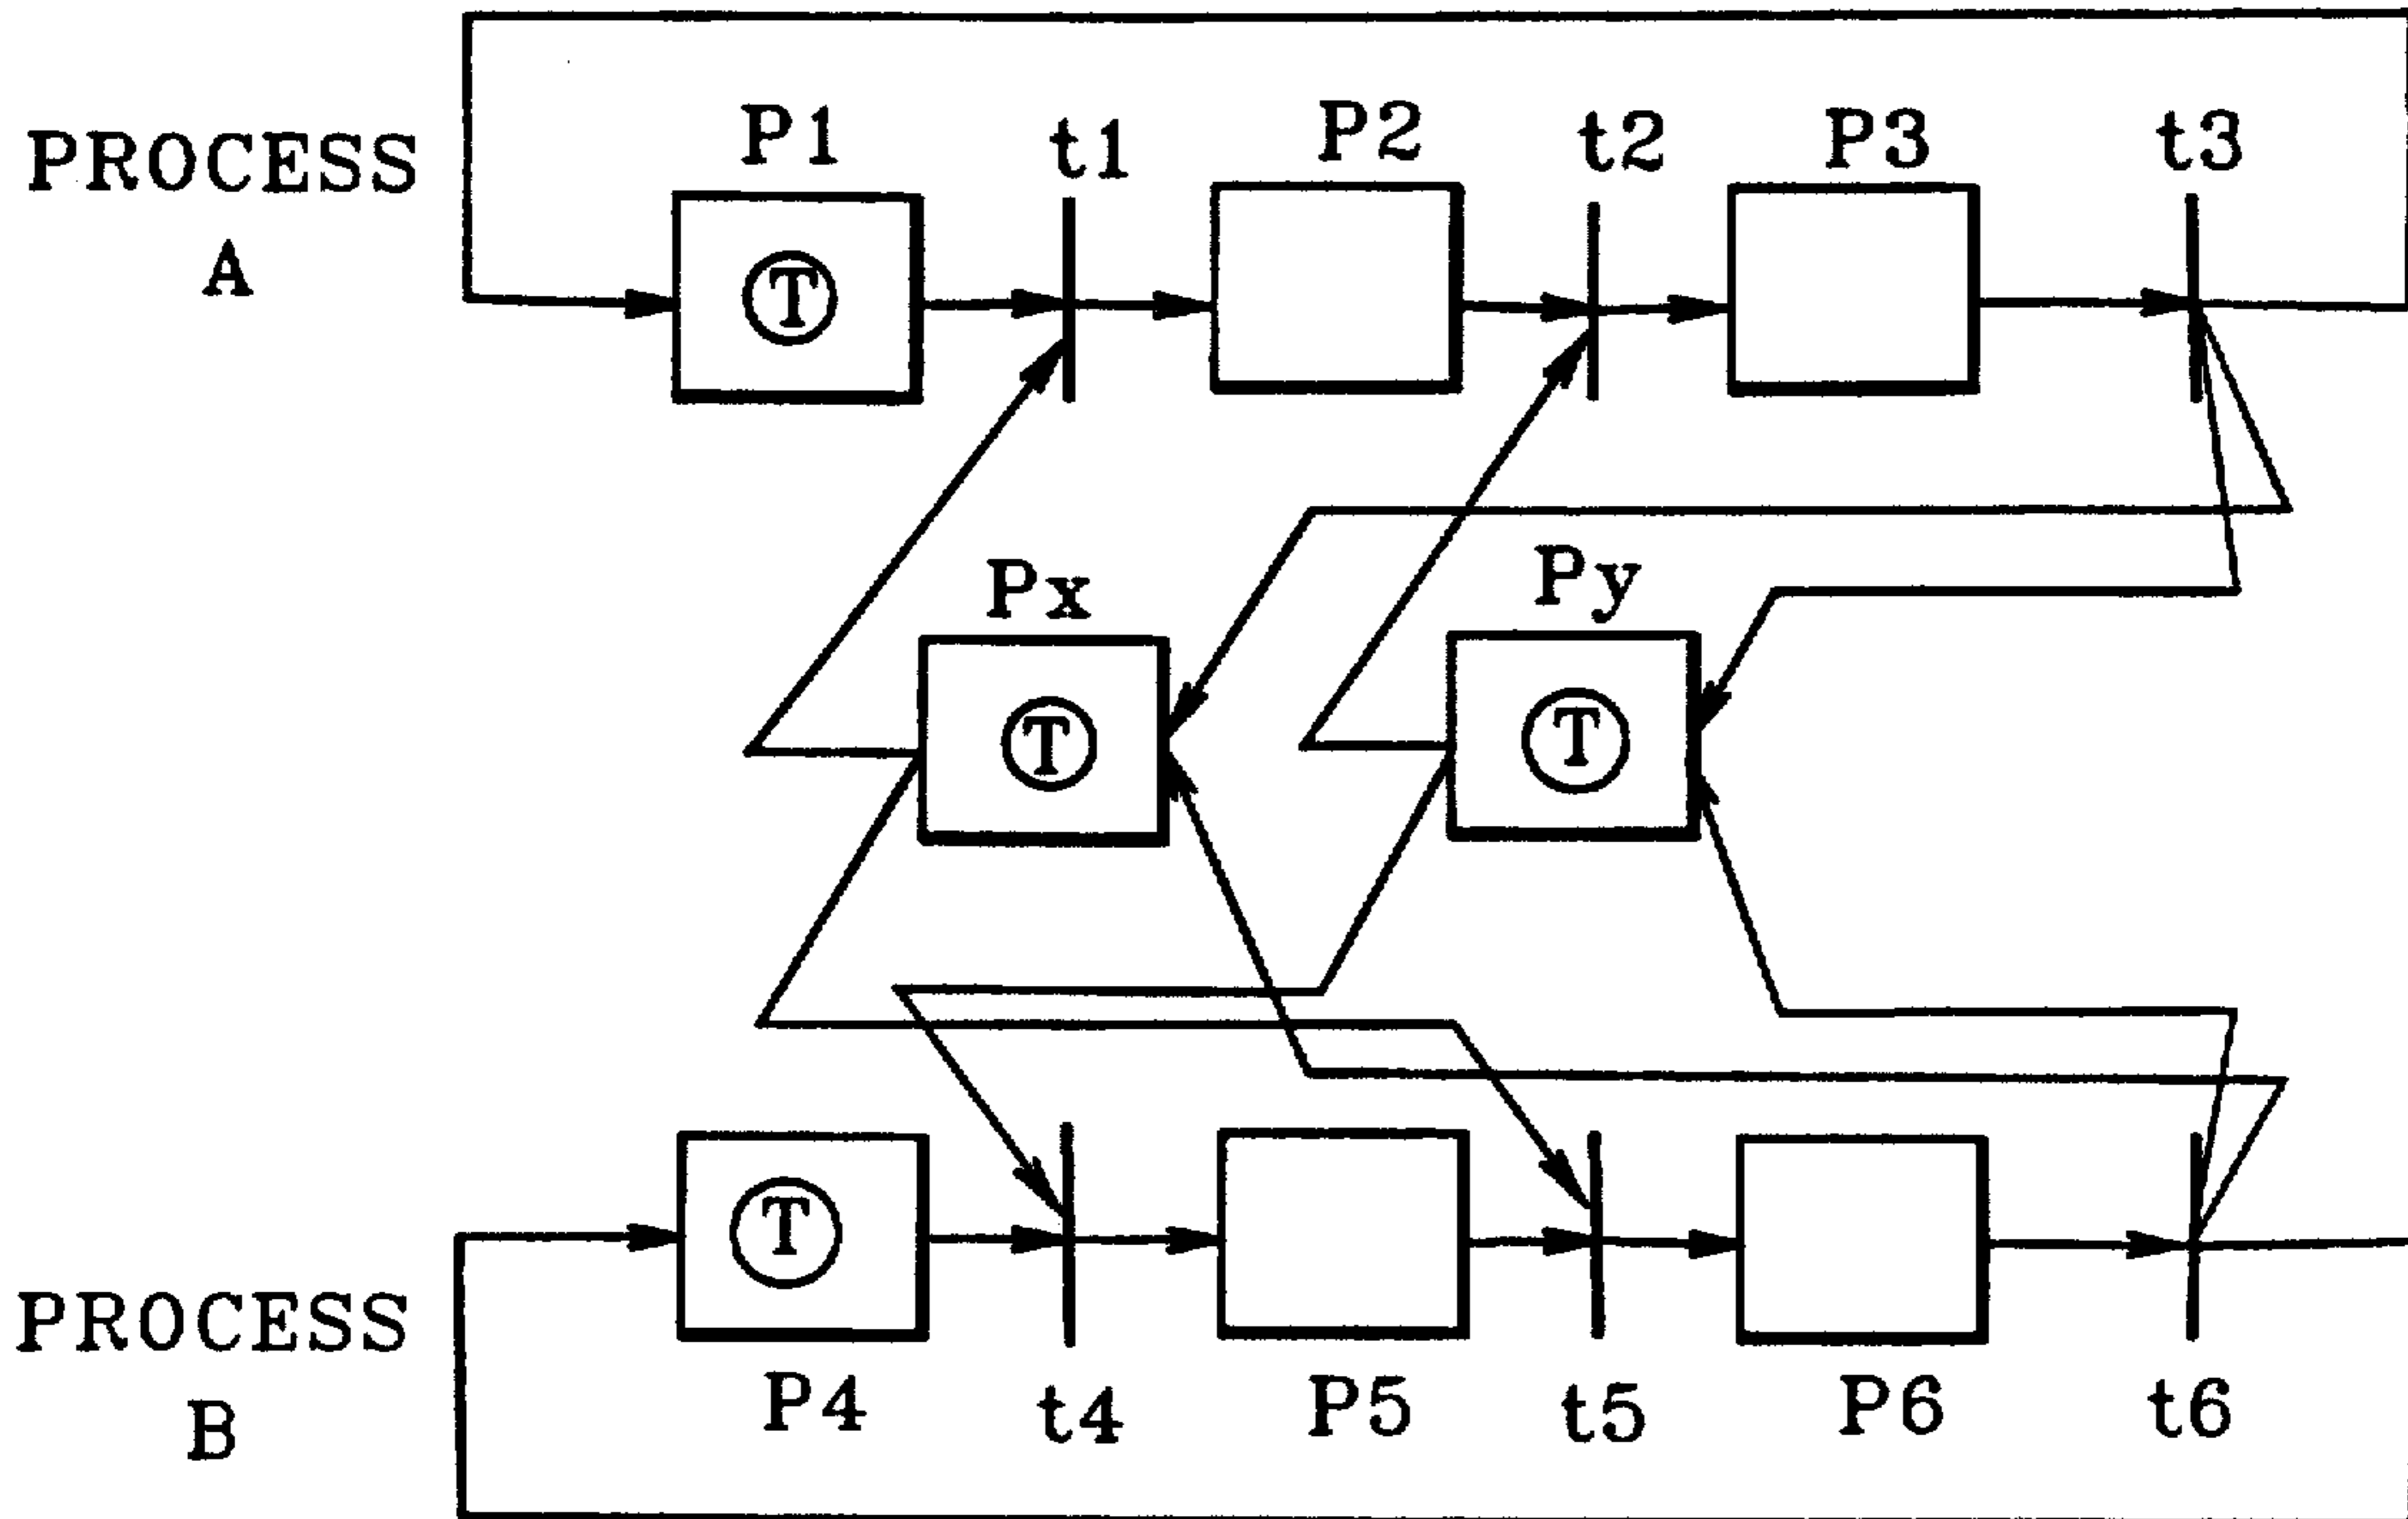 P1 t1 P2 t2 P3 t3
PROCESS
A
T
Px Py
T T
T
PROCESS
B
P4 t4 P5 t5 P6 t6